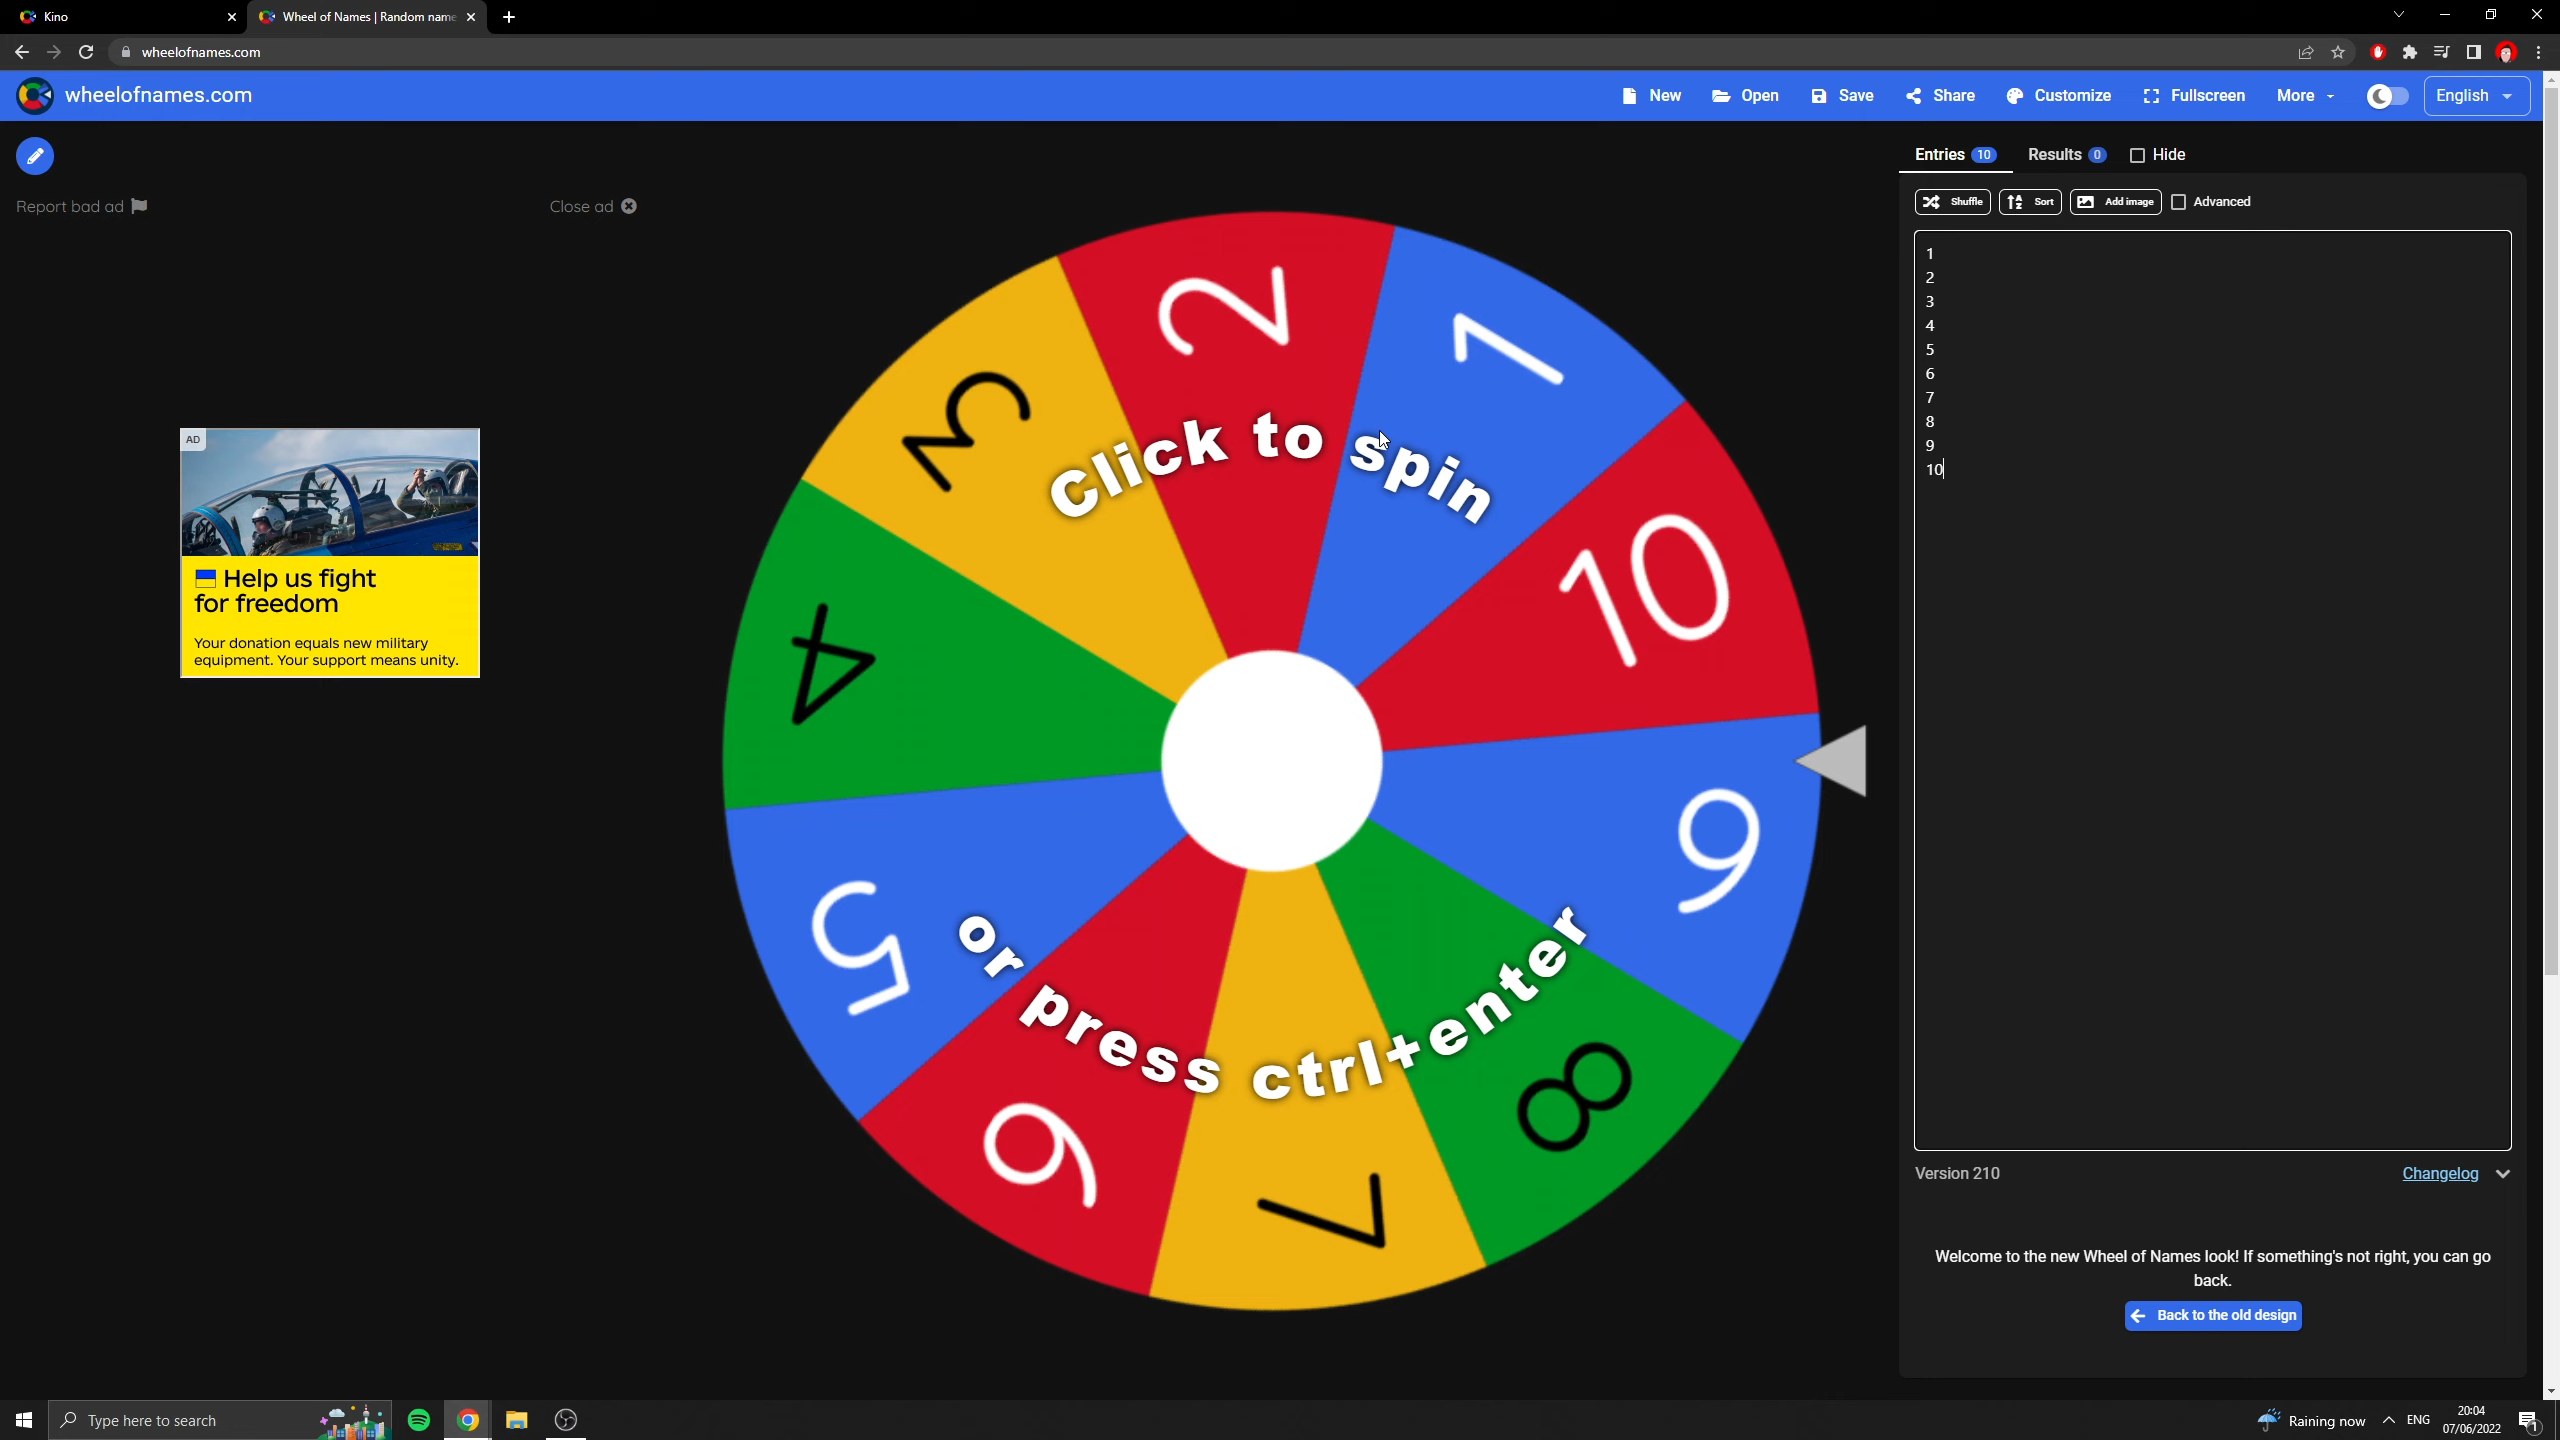 Kino
Wheel of Names | Random name
wheelofnames.com
wheelofnames.com
New
Open
Save
Share
Customize
Fullscreen
More
English
Entries 10
Results 0
Hide
Report bad ad
Close ad
Shuffle
Sort
Add image
Advanced
1
2
3
4
5
6
7
8
9
10
AD
Help us fight
for freedom
Your donation equals new military
equipment. Your support means unity.
Click to spin
or press ctrl+enter
1
2
3
4
5
6
7
8
9
10
Version 210
Changelog
Welcome to the new Wheel of Names look! If something's not right, you can go
back.
Back to the old design
Type here to search
Raining now
ENG
20:04
07/06/2022
1